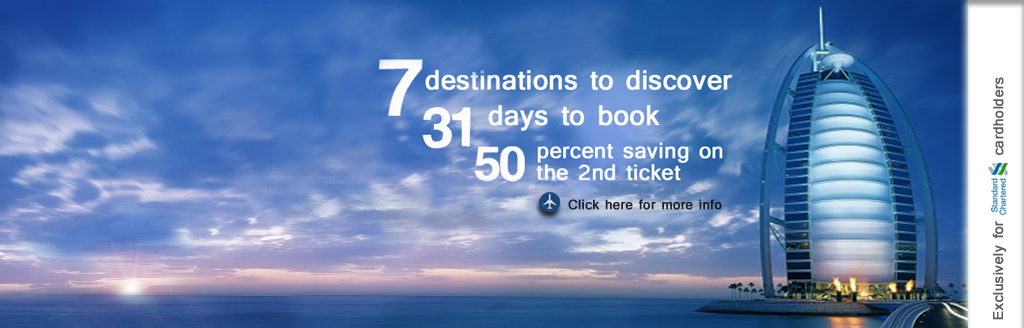 7 destinations to discover
31 days to book
50 percent saving on
the 2nd ticket
Click here for more info
Exclusively for Standard Chartered cardholders